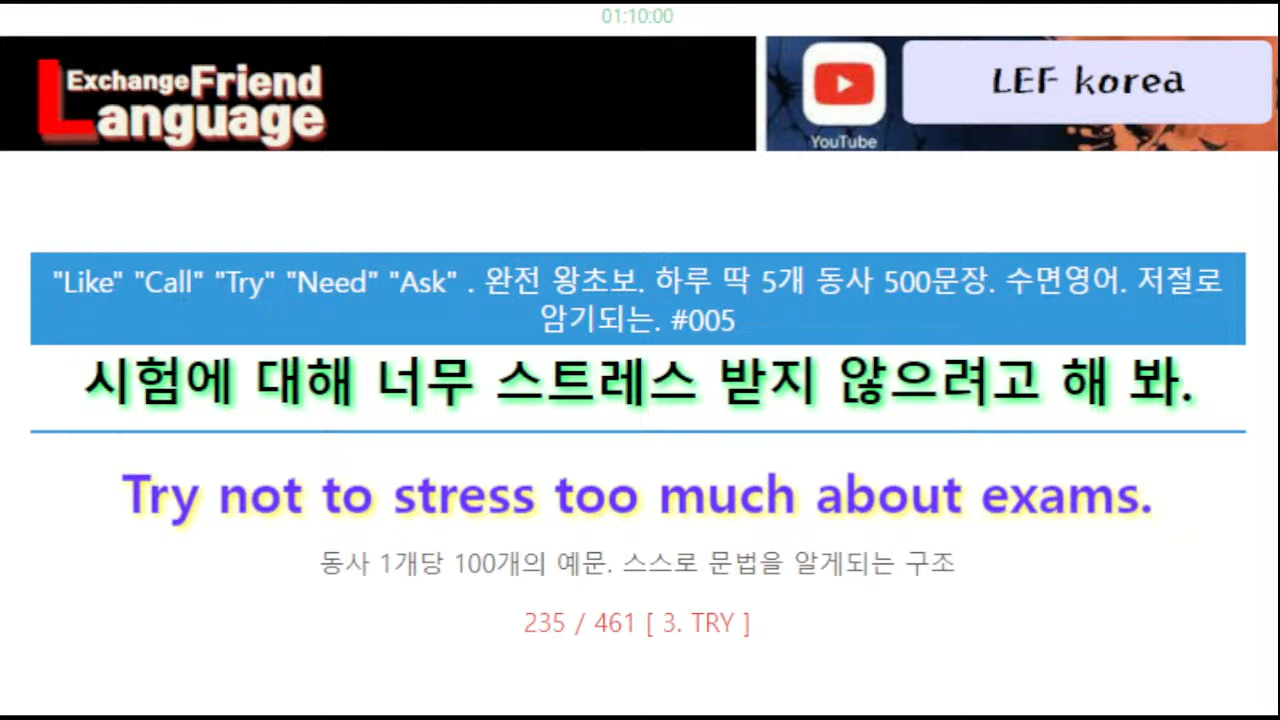 01:10:00
ExchangeFriend
Language
LEF korea
YouTube
"Like" "Call" "Try" "Need" "Ask" . 완전 왕초보. 하루 딱 5개 동사 500문장. 수면영어. 저절로
암기되는. #005
시험에 대해 너무 스트레스 받지 않으려고 해 봐.
Try not to stress too much about exams.
동사 1개당 100개의 예문. 스스로 문법을 알게되는 구조
235 / 461 [ 3. TRY ]